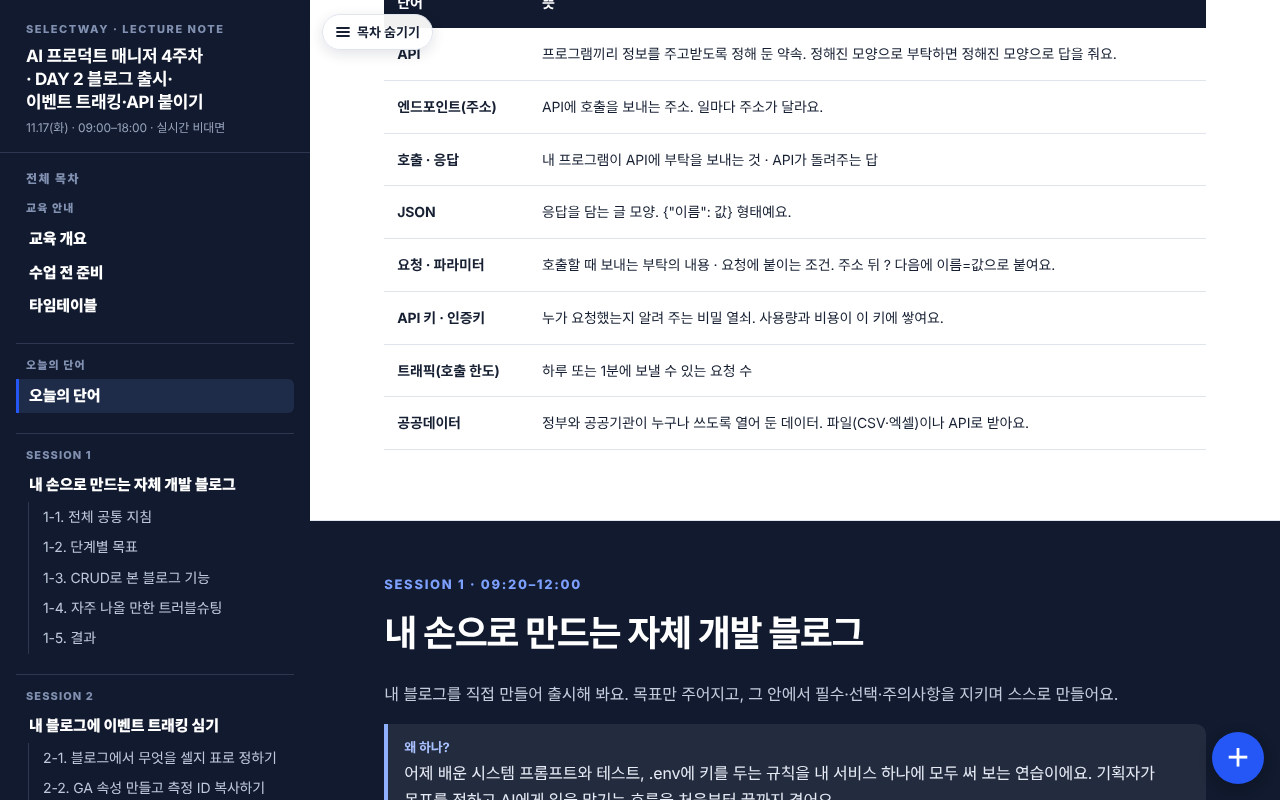 SELECTWAY · LECTURE NOTE
AI 프로덕트 매니저 4주차
· DAY 2 블로그 출시·
이벤트 트래킹·API 붙이기
11.17(화) · 09:00–18:00 · 실시간 비대면
전체 목차
교육 안내
교육 개요
수업 전 준비
타임테이블
오늘의 단어
오늘의 단어
SESSION 1
내 손으로 만드는 자체 개발 블로그
1-1. 전체 공통 지침
1-2. 단계별 목표
1-3. CRUD로 본 블로그 기능
1-4. 자주 나올 만한 트러블슈팅
1-5. 결과
SESSION 2
내 블로그에 이벤트 트래킹 심기
2-1. 블로그에서 무엇을 셀지 표로 정하기
2-2. GA 속성 만들고 측정 ID 복사하기
목차 숨기기
단어 뜻
API 프로그램끼리 정보를 주고받도록 정해 둔 약속. 정해진 모양으로 부탁하면 정해진 모양으로 답을 줘요.
엔드포인트(주소) API에 호출을 보내는 주소. 일마다 주소가 달라요.
호출 · 응답 내 프로그램이 API에 부탁을 보내는 것 · API가 돌려주는 답
JSON 응답을 담는 글 모양. {"이름": 값} 형태예요.
요청 · 파라미터 호출할 때 보내는 부탁의 내용 · 요청에 붙이는 조건. 주소 뒤 ? 다음에 이름=값으로 붙여요.
API 키 · 인증키 누가 요청했는지 알려 주는 비밀 열쇠. 사용량과 비용이 이 키에 쌓여요.
트래픽(호출 한도) 하루 또는 1분에 보낼 수 있는 요청 수
공공데이터 정부와 공공기관이 누구나 쓰도록 열어 둔 데이터. 파일(CSV·엑셀)이나 API로 받아요.
SESSION 1 · 09:20–12:00
내 손으로 만드는 자체 개발 블로그
내 블로그를 직접 만들어 출시해 봐요. 목표만 주어지고, 그 안에서 필수·선택·주의사항을 지키며 스스로 만들어요.
왜 하나?
어제 배운 시스템 프롬프트와 테스트, .env에 키를 두는 규칙을 내 서비스 하나에 모두 써 보는 연습이에요. 기획자가